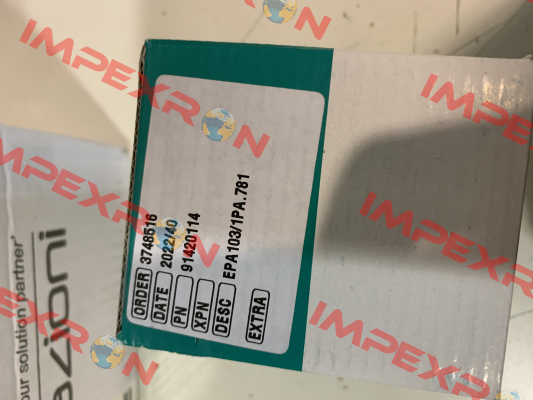 ORDER 3748516
DATE 2022/40
PN 91420114
XPN
DESC EPA103/1PA.781
EXTRA
our solution partner'
azioni
IMPEXRON
IMPEXRON
IMPEXRON
IMPEXRON
IMPEXRON